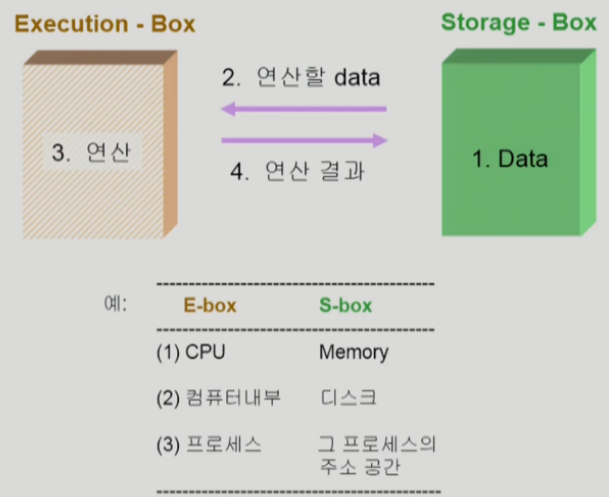 Execution - Box
Storage - Box
2. 연산할 data
3. 연산
1. Data
4. 연산 결과
예:
E-box S-box
(1) CPU Memory
(2) 컴퓨터내부 디스크
(3) 프로세스 그 프로세스의
주소 공간